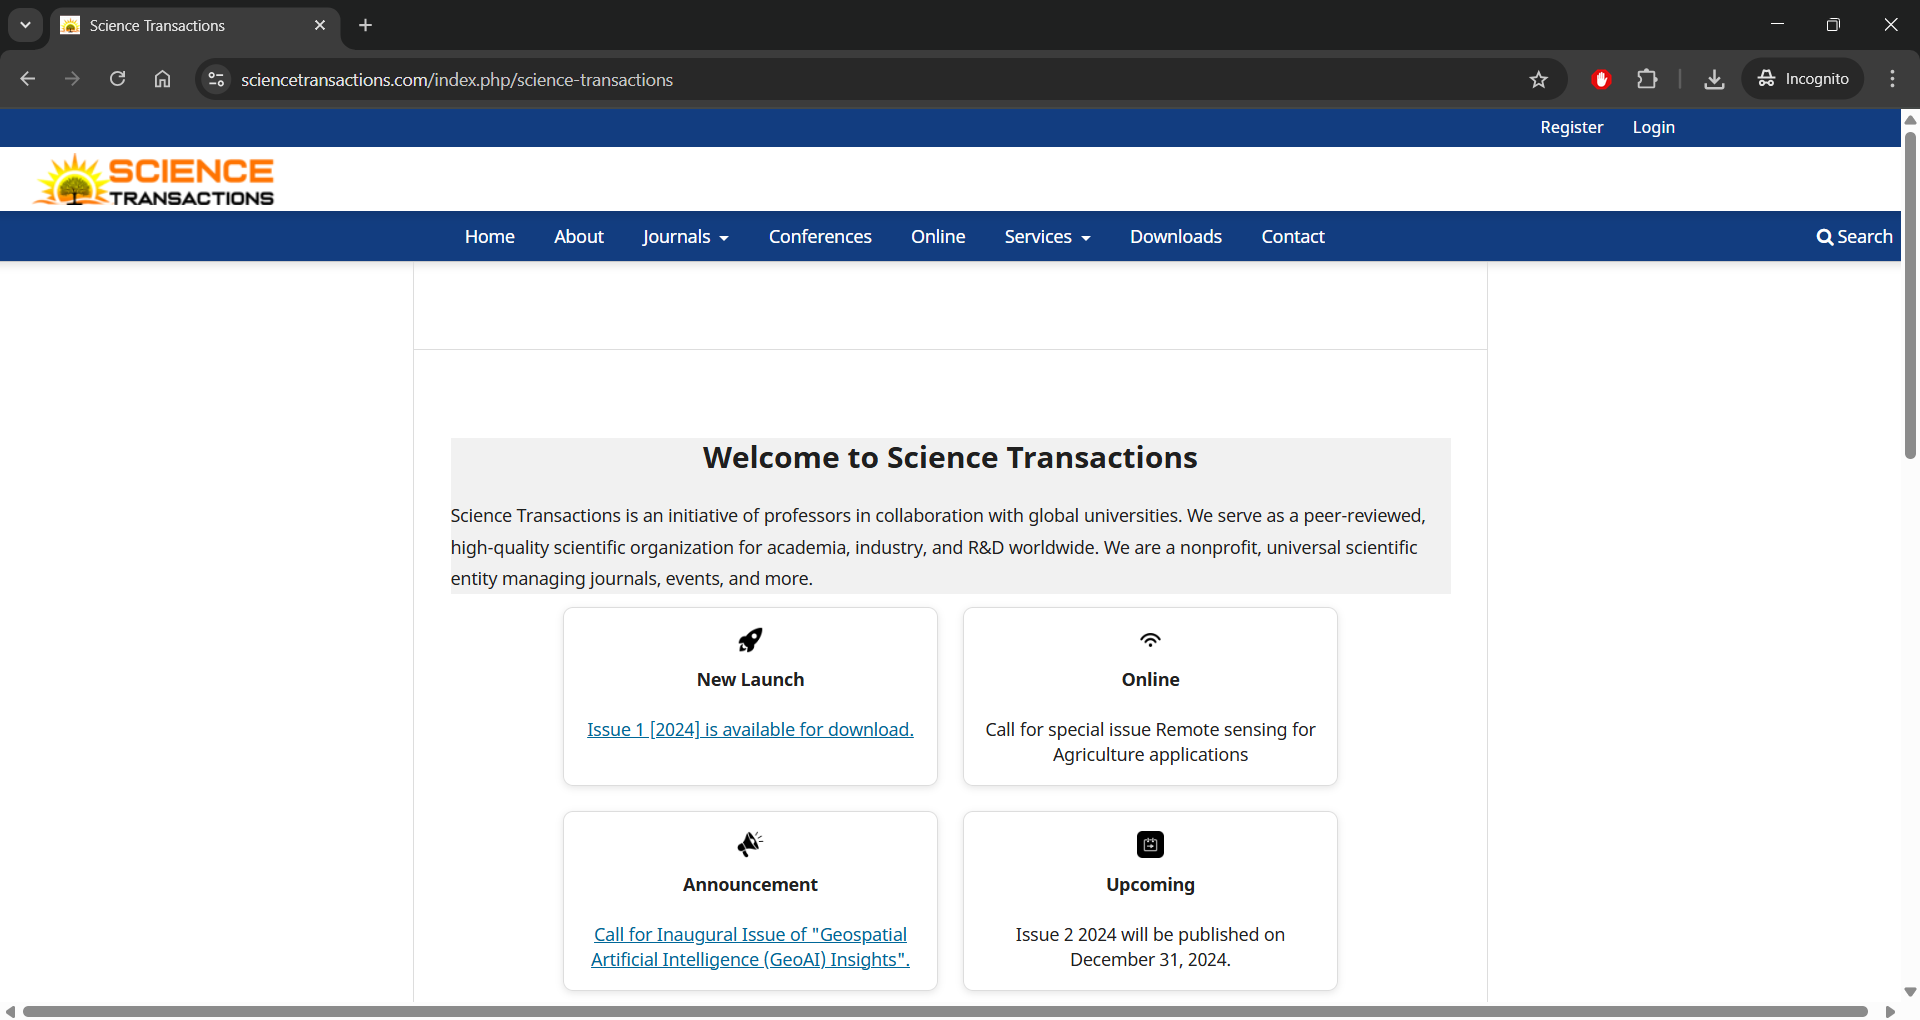 Science Transactions
sciencetransactions.com/index.php/science-transactions
Incognito
Register Login
SCIENCE
TRANSACTIONS
Home About Journals Conferences Online Services Downloads Contact Search
Welcome to Science Transactions
Science Transactions is an initiative of professors in collaboration with global universities. We serve as a peer-reviewed,
high-quality scientific organization for academia, industry, and R&D worldwide. We are a nonprofit, universal scientific
entity managing journals, events, and more.
New Launch
Issue 1 [2024] is available for download.
Online
Call for special issue Remote sensing for
Agriculture applications
Announcement
Call for Inaugural Issue of "Geospatial
Artificial Intelligence (GeoAI) Insights".
Upcoming
Issue 2 2024 will be published on
December 31, 2024.